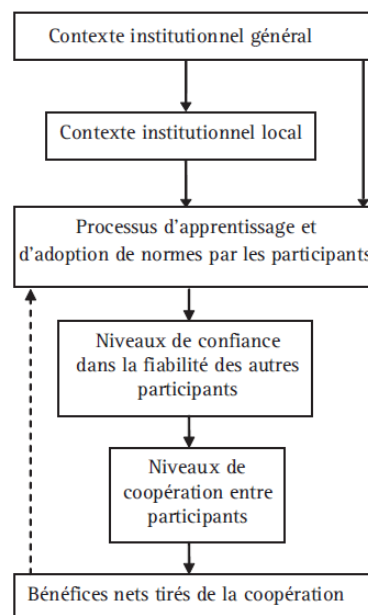 Contexte institutionnel général
Contexte institutionnel local
Processus d'apprentissage et
d'adoption de normes par les participants
Niveaux de confiance
dans la fiabilité des autres
participants
Niveaux de
coopération entre
participants
Bénéfices nets tirés de la coopération